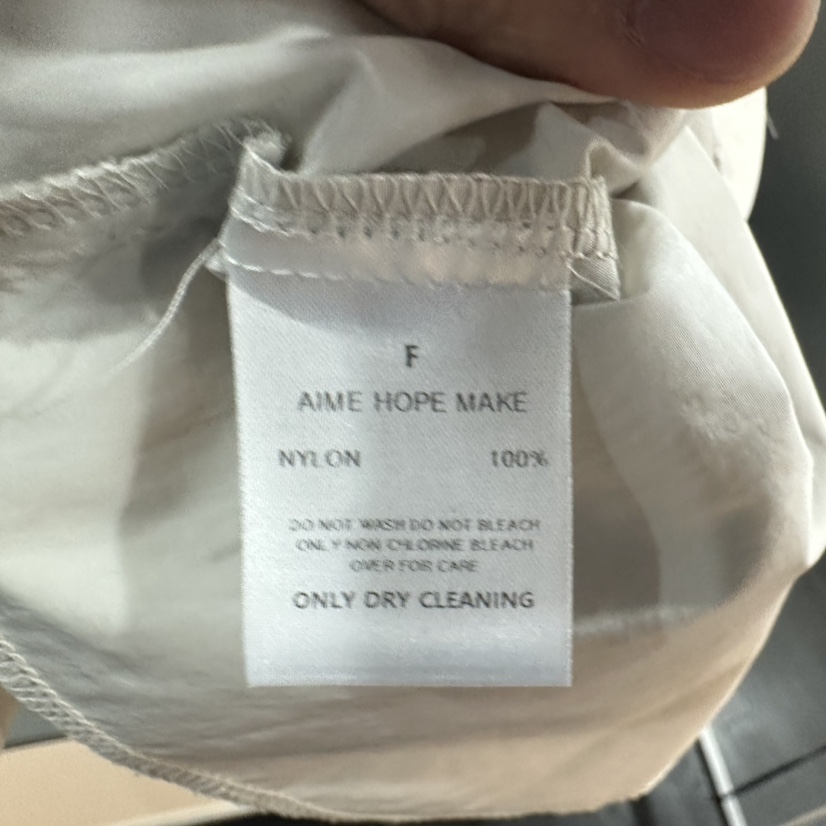 F
AIME HOPE MAKE
NYLON 100%
DO NOT WASH DO NOT BLEACH
ONLY NON CHLORINE BLEACH
OVER FOR CARE
ONLY DRY CLEANING